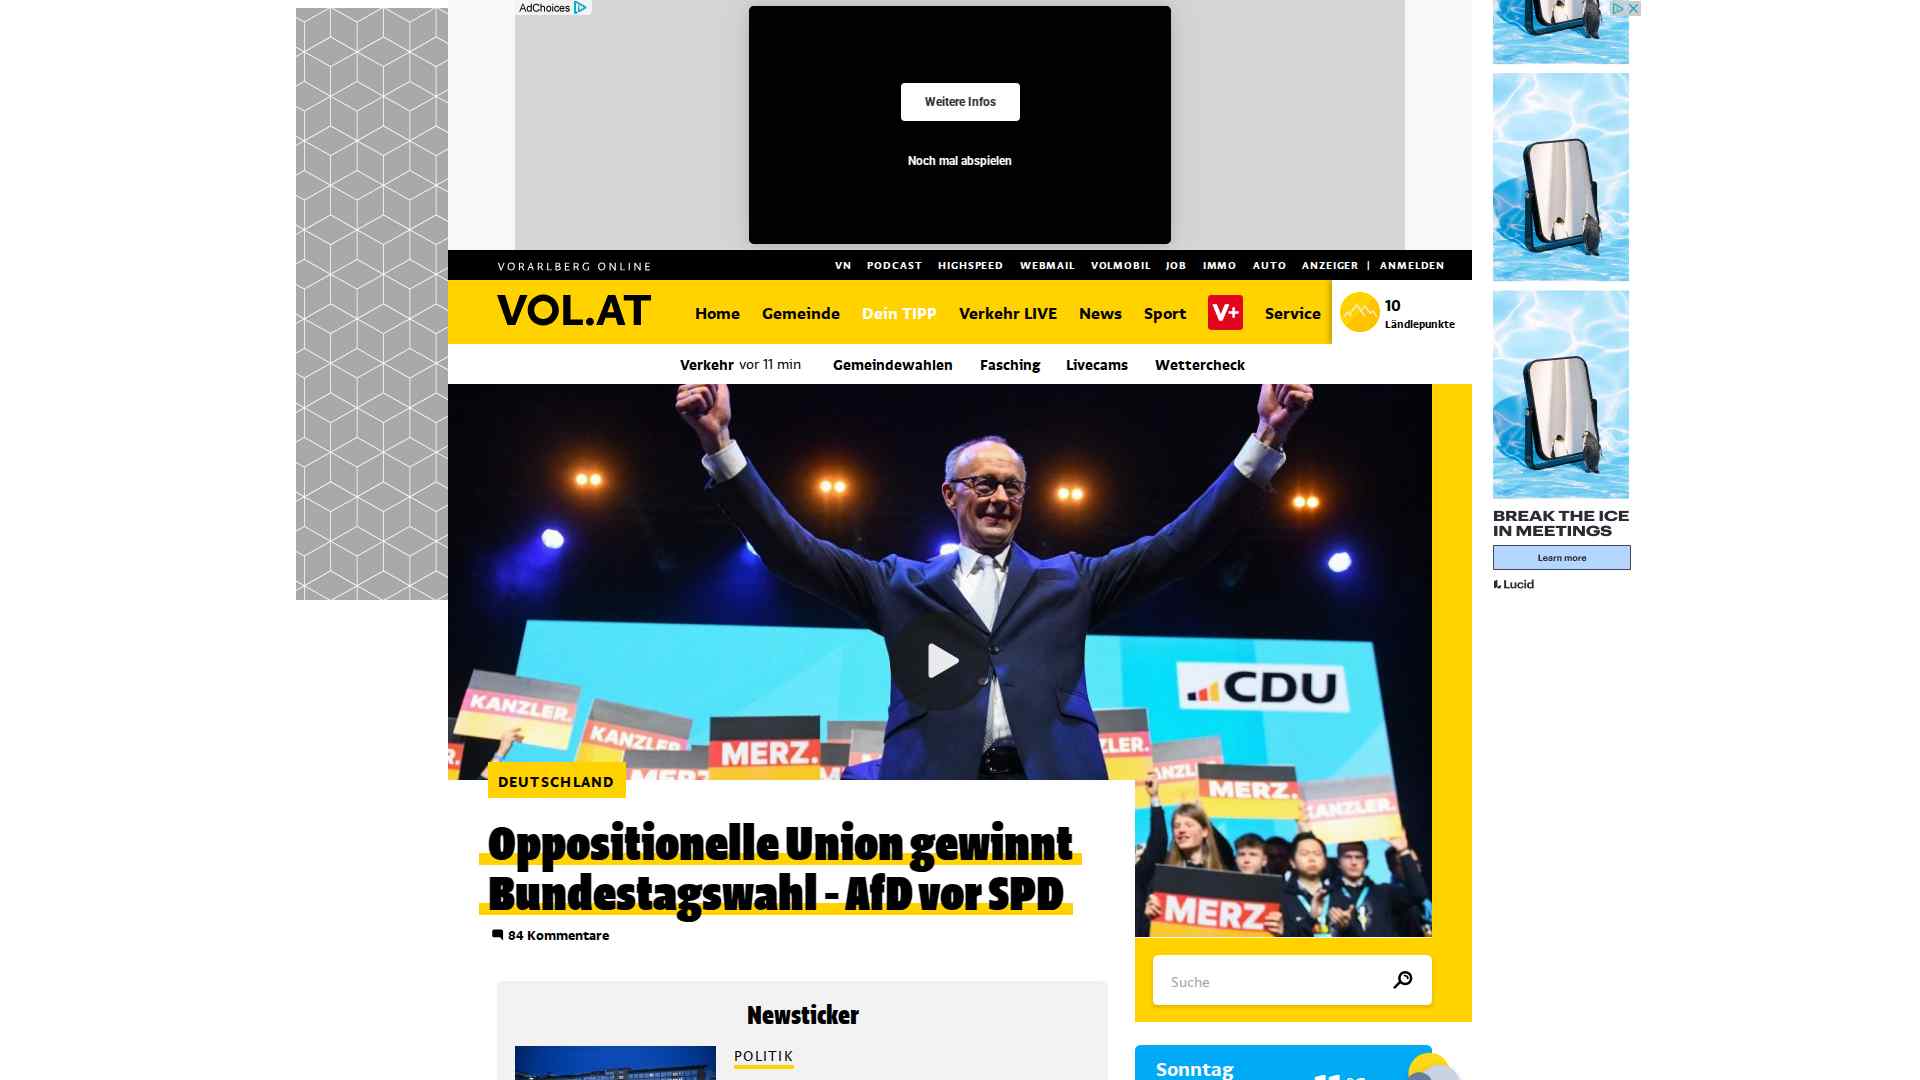 AdChoices
Weitere Infos
Noch mal abspielen
VORARLBERG ONLINE
VN PODCAST HIGHSPEED WEBMAIL VOLMOBIL JOB IMMO AUTO ANZEIGER | ANMELDEN
VOL.AT
Home Gemeinde Dein TIPP Verkehr LIVE News Sport V+ Service
10
Ländlepunkte
Verkehr vor 11 min Gemeindewahlen Fasching Livecams Wettercheck
CDU
KANZLER.
KANZLER.
MERZ.
MERZ.
MERZ.
KANZLER.
MERZ.
BREAK THE ICE
IN MEETINGS
Learn more
Lucid
DEUTSCHLAND
Oppositionelle Union gewinnt
Bundestagswahl - AfD vor SPD
84 Kommentare
Suche
Newsticker
POLITIK
Sonntag